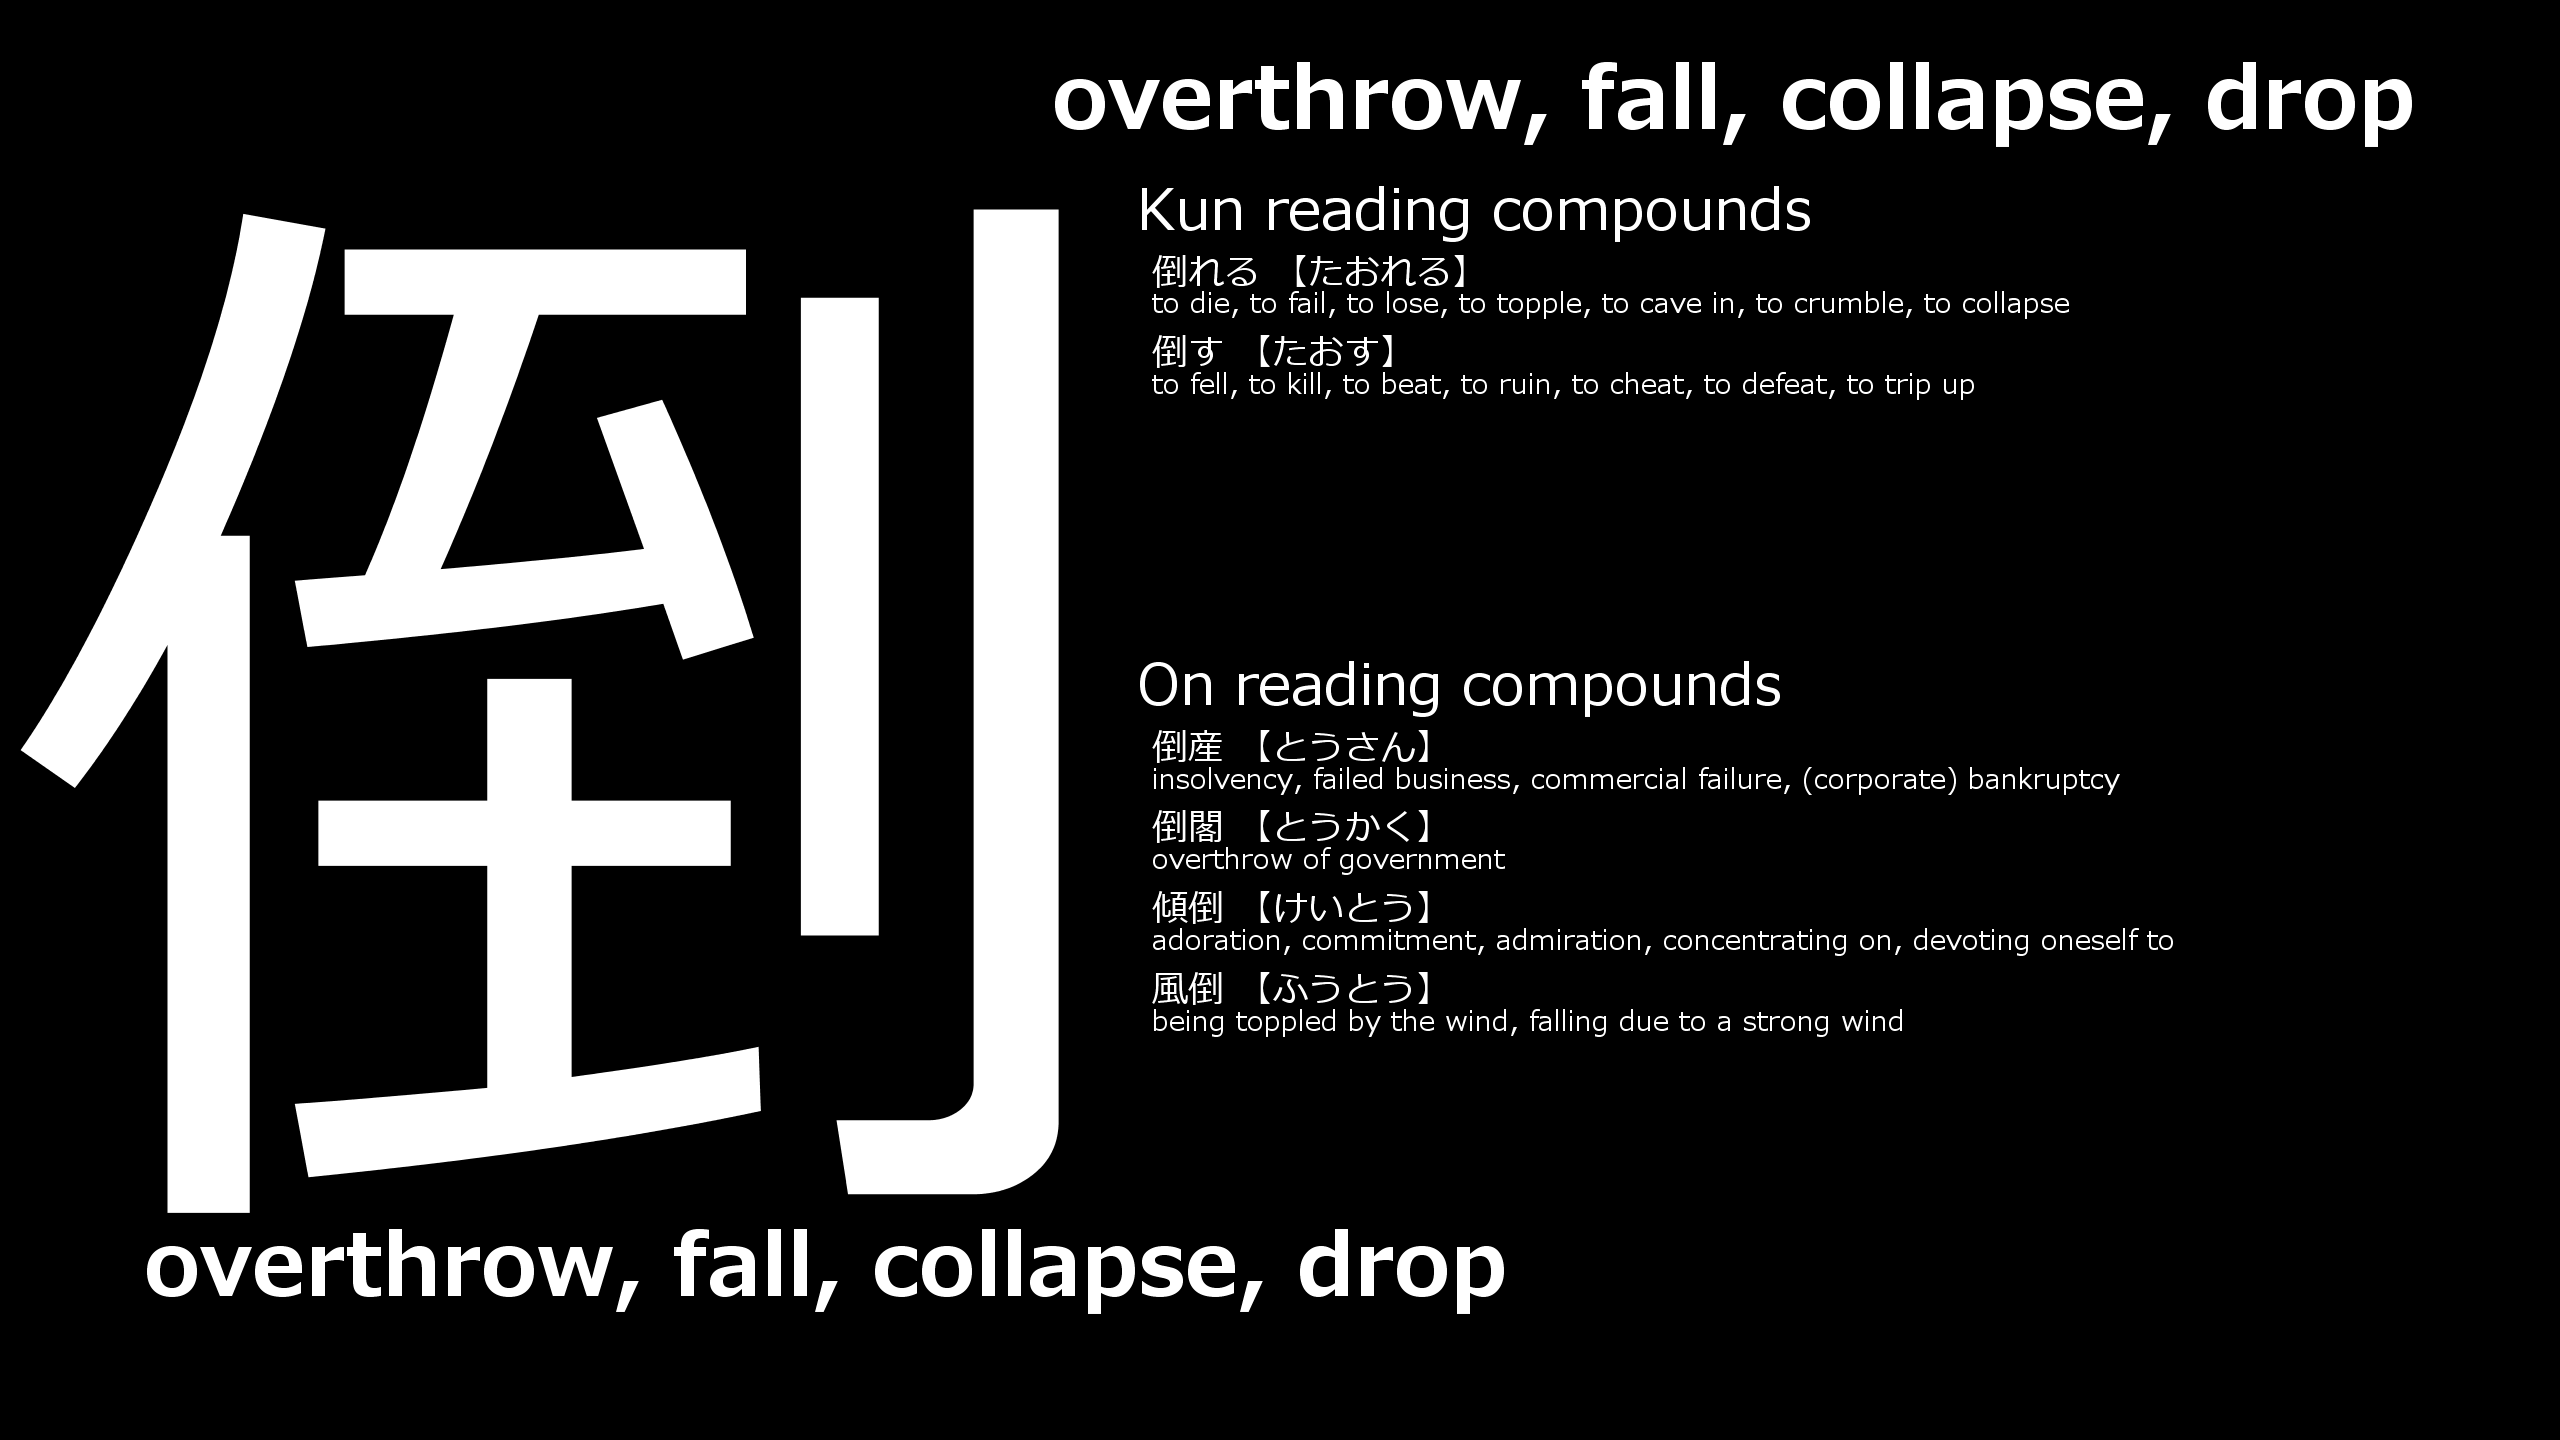 overthrow, fall, collapse, drop
倒
Kun reading compounds
倒れる 【たおれる】
to die, to fail, to lose, to topple, to cave in, to crumble, to collapse
倒す 【たおす】
to fell, to kill, to beat, to ruin, to cheat, to defeat, to trip up
On reading compounds
倒産 【とうさん】
insolvency, failed business, commercial failure, (corporate) bankruptcy
倒閣 【とうかく】
overthrow of government
傾倒 【けいとう】
adoration, commitment, admiration, concentrating on, devoting oneself to
風倒 【ふうとう】
being toppled by the wind, falling due to a strong wind
overthrow, fall, collapse, drop